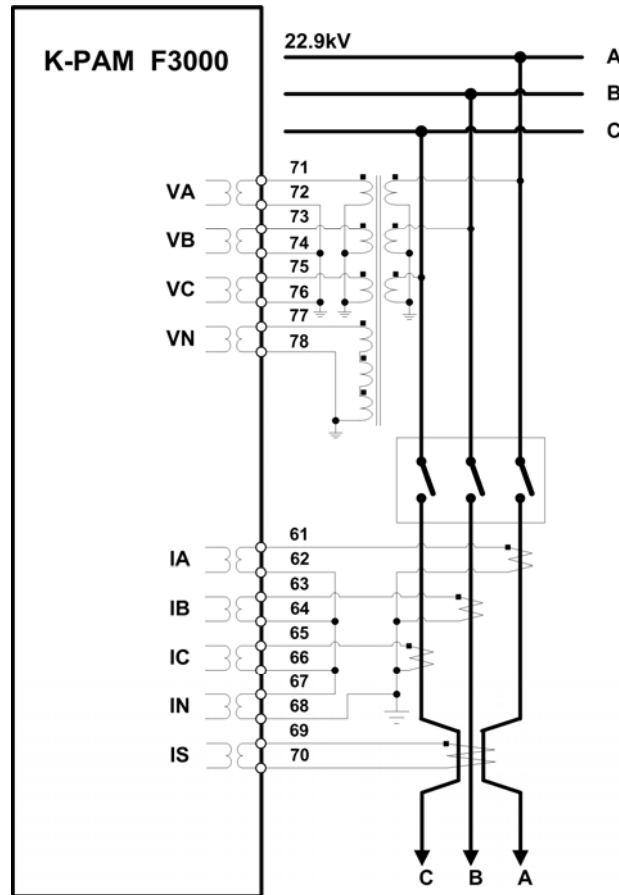 K-PAM F3000
22.9kV
A
B
C
71
VA
72
73
VB
74
75
VC
76
77
VN
78
61
IA
62
63
IB
64
65
IC
66
67
IN
68
69
IS
70
C
B
A